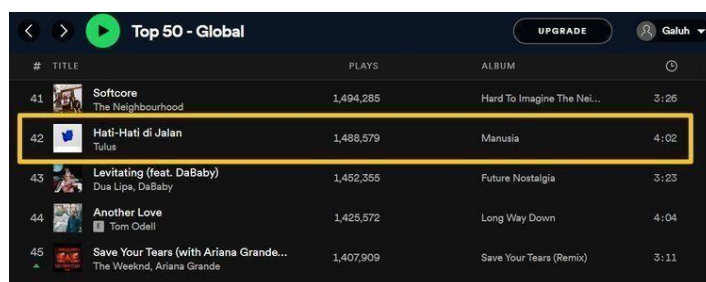 Top 50 - Global
UPGRADE
Galuh
# TITLE PLAYS ALBUM
41 Softcore 1,494,285 Hard To Imagine The Nei... 3:26
The Neighbourhood
42 Hati-Hati di Jalan 1,488,579 Manusia 4:02
Tulus
43 Levitating (feat. DaBaby) 1,452,355 Future Nostalgia 3:23
Dua Lipa, DaBaby
44 Another Love 1,425,572 Long Way Down 4:04
E Tom Odell
45 Save Your Tears (with Ariana Grande... 1,407,909 Save Your Tears (Remix) 3:11
The Weeknd, Ariana Grande